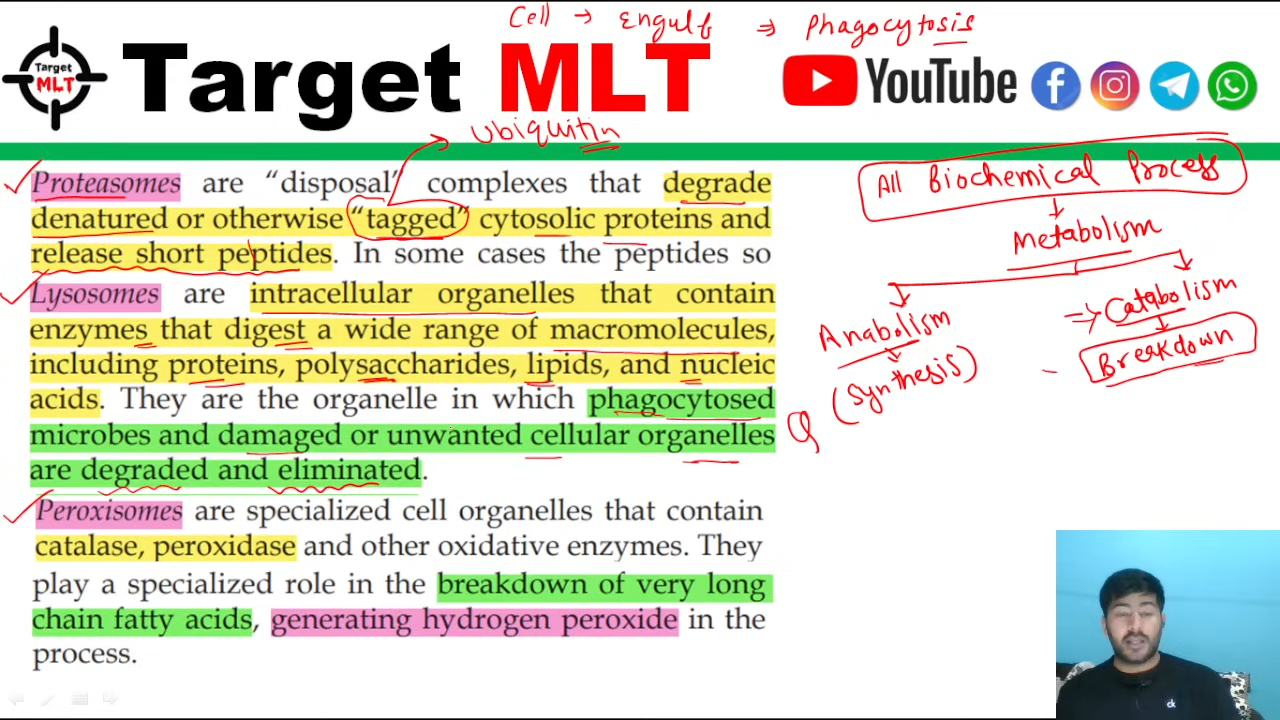 Cell → Engulf ⇒ Phagocytosis
Target MLT
Target MLT
YouTube
Ubiquitin
Proteasomes are “disposal” complexes that degrade
denatured or otherwise “tagged” cytosolic proteins and
release short peptides. In some cases the peptides so
Lysosomes are intracellular organelles that contain
enzymes that digest a wide range of macromolecules,
including proteins, polysaccharides, lipids, and nucleic
acids. They are the organelle in which phagocytosed
microbes and damaged or unwanted cellular organelles
are degraded and eliminated.
Peroxisomes are specialized cell organelles that contain
catalase, peroxidase and other oxidative enzymes. They
play a specialized role in the breakdown of very long
chain fatty acids, generating hydrogen peroxide in the
process.
All Biochemical Process
Metabolism
Anabolism
(Synthesis)
⇒ Catabolism
Breakdown
ck